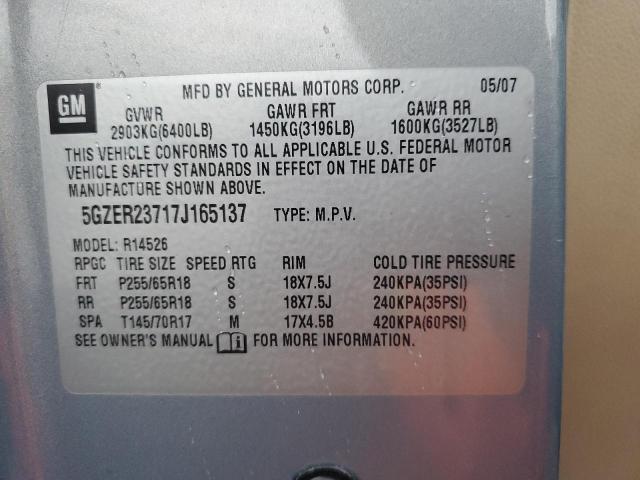 GM
MFD BY GENERAL MOTORS CORP. 05/07
GVWR GAWR FRT GAWR RR
2903KG(6400LB) 1450KG(3196LB) 1600KG(3527LB)
THIS VEHICLE CONFORMS TO ALL APPLICABLE U.S. FEDERAL MOTOR
VEHICLE SAFETY STANDARDS IN EFFECT ON THE DATE OF
MANUFACTURE SHOWN ABOVE.
5GZER23717J165137 TYPE: M.P.V.
MODEL: R14526
RPGC TIRE SIZE SPEED RTG RIM COLD TIRE PRESSURE
FRT P255/65R18 S 18X7.5J 240KPA(35PSI)
RR P255/65R18 S 18X7.5J 240KPA(35PSI)
SPA T145/70R17 M 17X4.5B 420KPA(60PSI)
SEE OWNER'S MANUAL i FOR MORE INFORMATION.